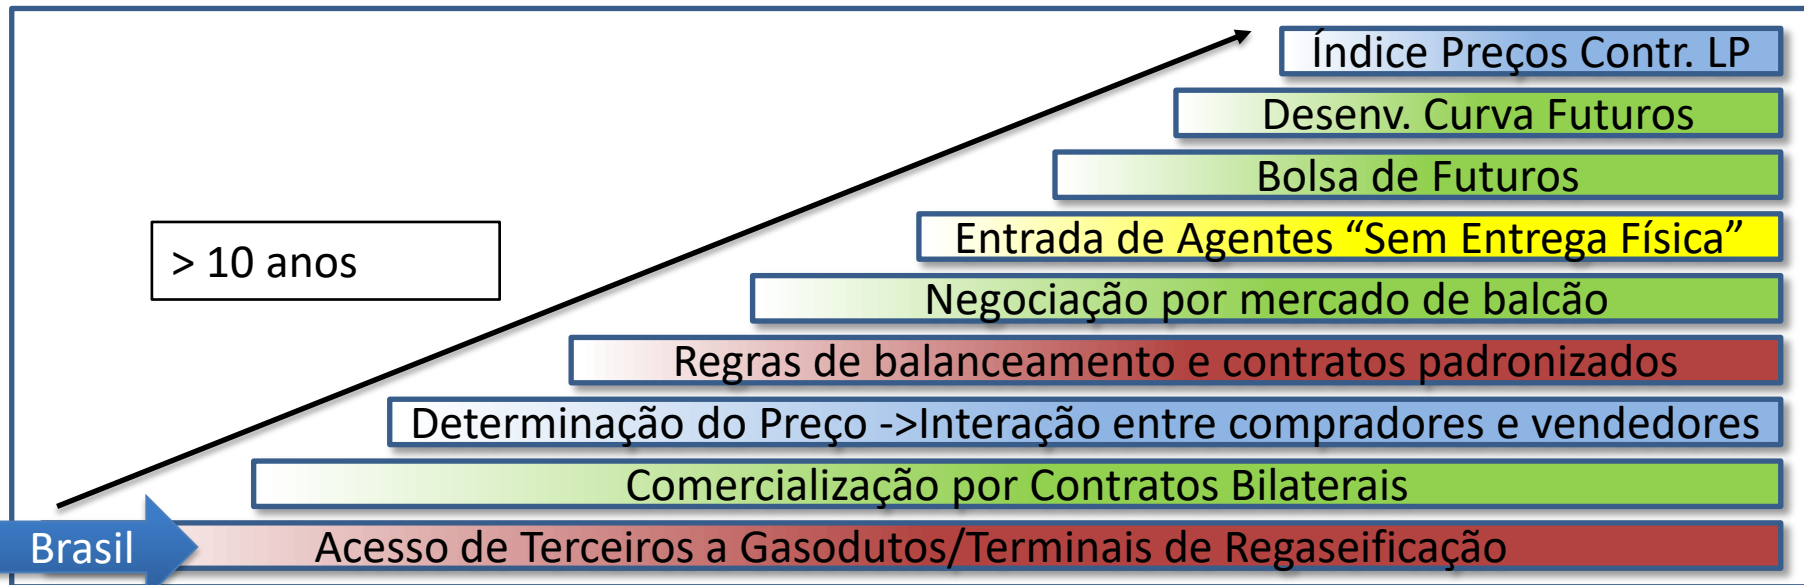 Índice Preços Contr. LP
Desenv. Curva Futuros
Bolsa de Futuros
Entrada de Agentes “Sem Entrega Física”
> 10 anos
Negociação por mercado de balcão
Regras de balanceamento e contratos padronizados
Determinação do Preço ->Interação entre compradores e vendedores
Comercialização por Contratos Bilaterais
Brasil
Acesso de Terceiros a Gasodutos/Terminais de Regaseificação